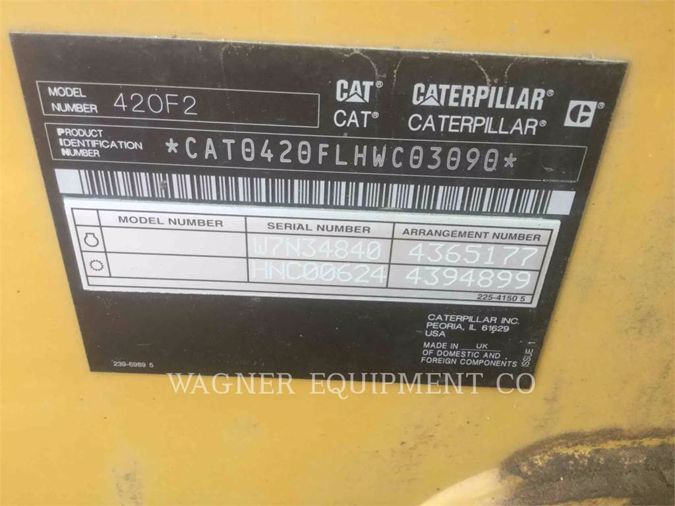 MODEL NUMBER 420F2
CAT® CATERPILLAR® C®
CAT® CATERPILLAR®
PRODUCT IDENTIFICATION NUMBER *CAT0420FLHWC03090*
MODEL NUMBER SERIAL NUMBER ARRANGEMENT NUMBER
W7N34840 4365177
HNC00624 4394899
225-4150 5
CATERPILLAR INC.
PEORIA, IL 61629
USA
MADE IN UK
OF DOMESTIC AND
FOREIGN COMPONENTS
239-6989 5
WAGNER EQUIPMENT CO